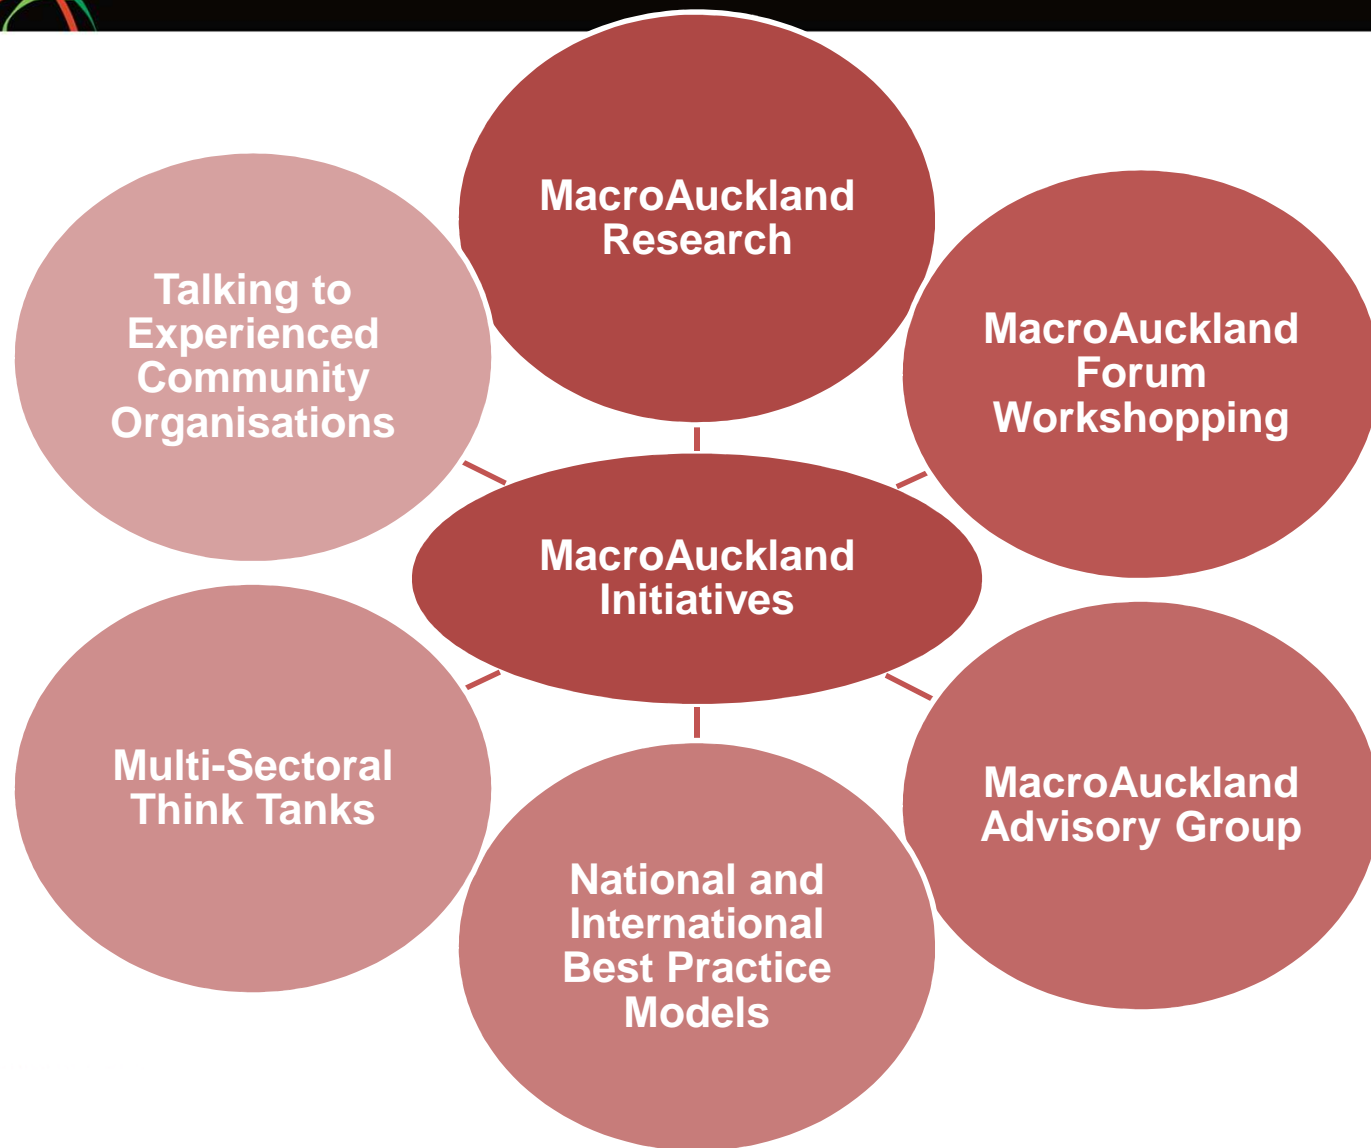 MacroAuckland
Research
MacroAuckland
Forum
Workshopping
MacroAuckland
Advisory Group
National and
International
Best Practice
Models
Multi-Sectoral
Think Tanks
Talking to
Experienced
Community
Organisations
MacroAuckland
Initiatives